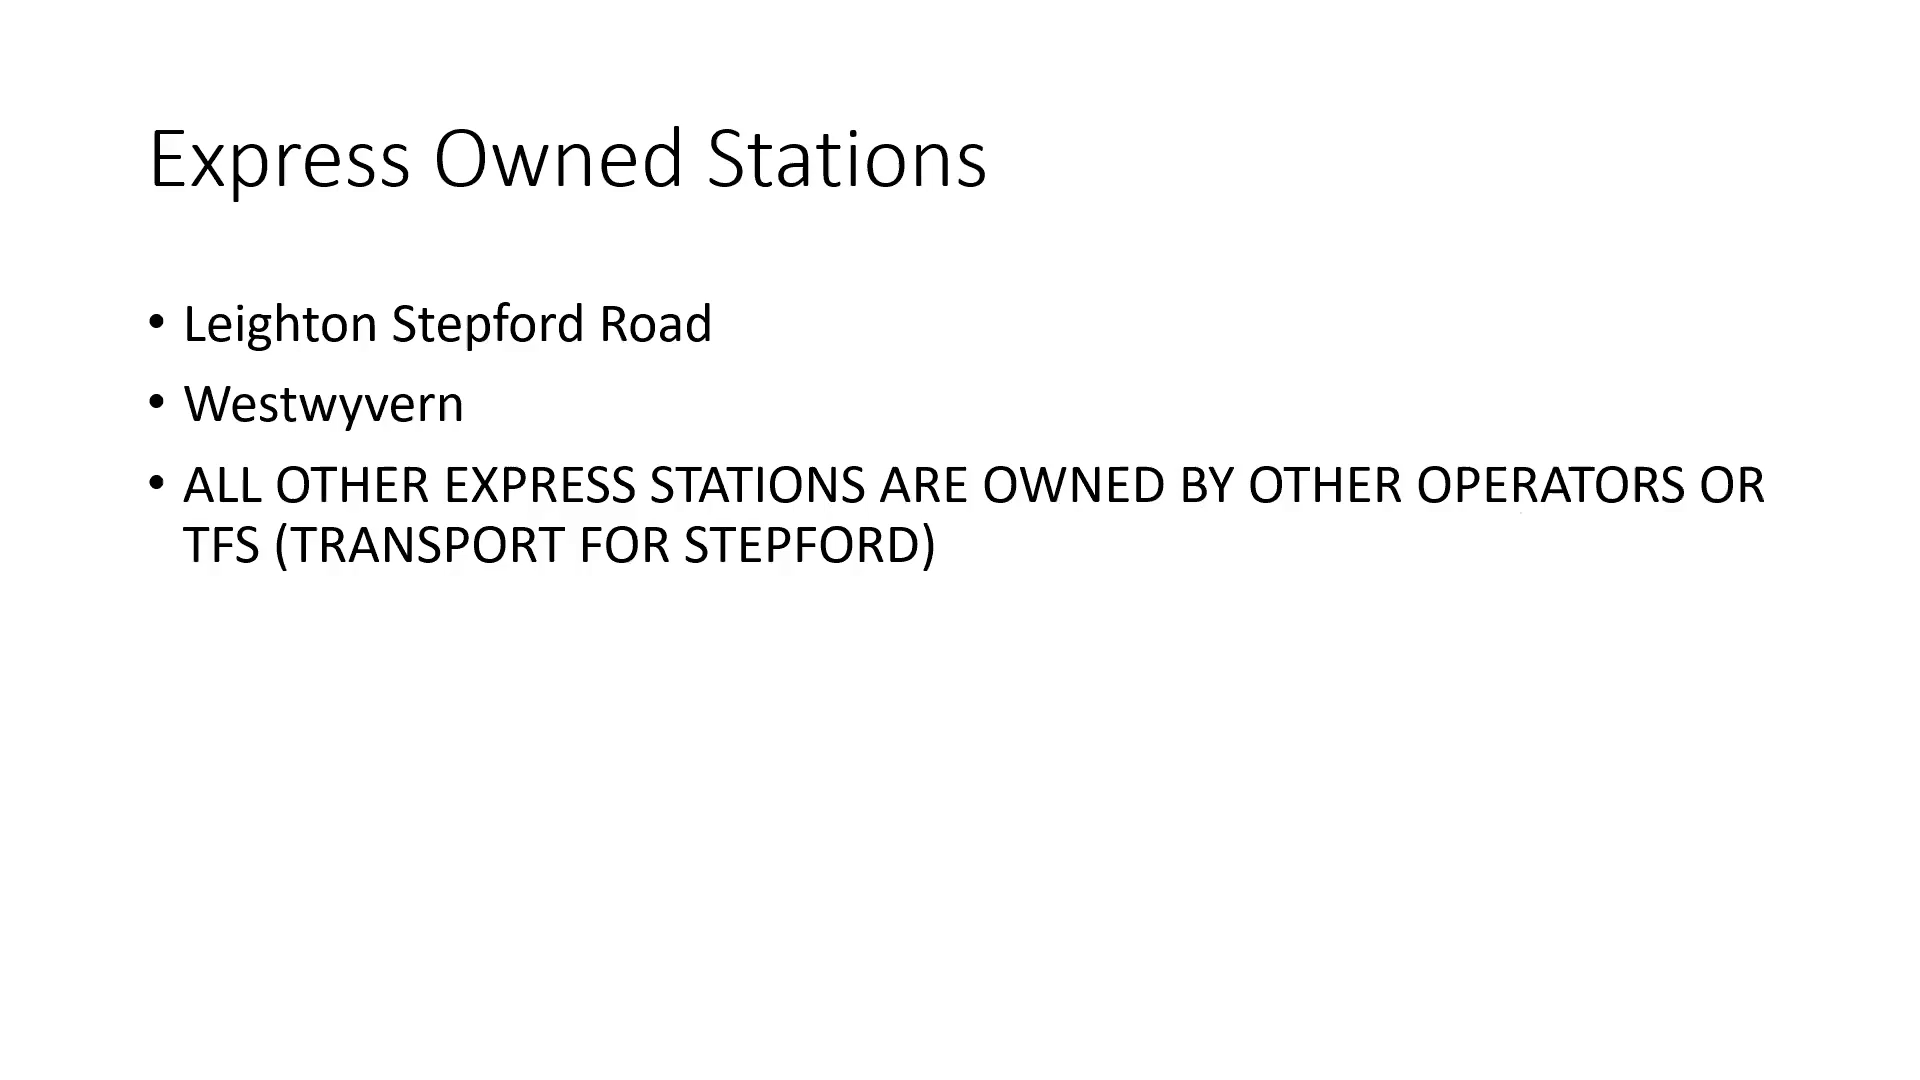 Express Owned Stations
• Leighton Stepford Road
• Westwyvern
• ALL OTHER EXPRESS STATIONS ARE OWNED BY OTHER OPERATORS OR
TFS (TRANSPORT FOR STEPFORD)